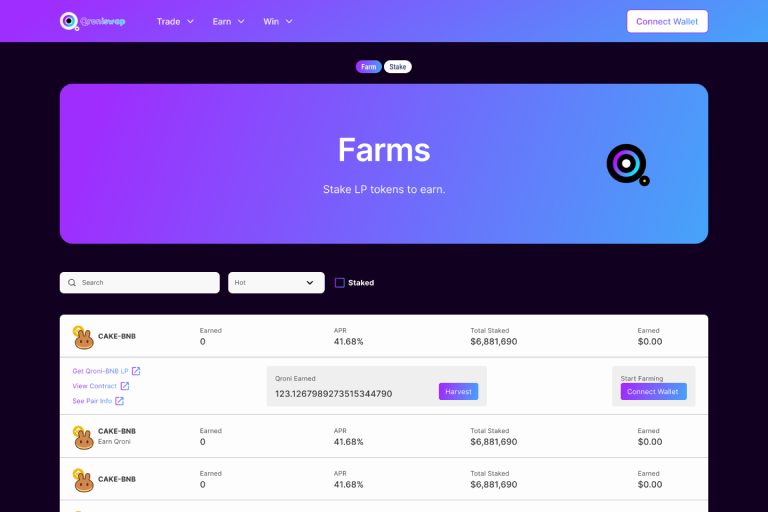 Qroniswap
Trade
Earn
Win
Connect Wallet
Farm
Stake
Farms
Stake LP tokens to earn.
Search
Hot
Staked
CAKE-BNB
Earned
0
APR
41.68%
Total Staked
$6,881,690
Earned
$0.00
Get Qroni-BNB LP
View Contract
See Pair Info
Qroni Earned
123.1267989273515344790
Harvest
Start Farming
Connect Wallet
CAKE-BNB
Earn Qroni
Earned
0
APR
41.68%
Total Staked
$6,881,690
Earned
$0.00
CAKE-BNB
Earned
0
APR
41.68%
Total Staked
$6,881,690
Earned
$0.00